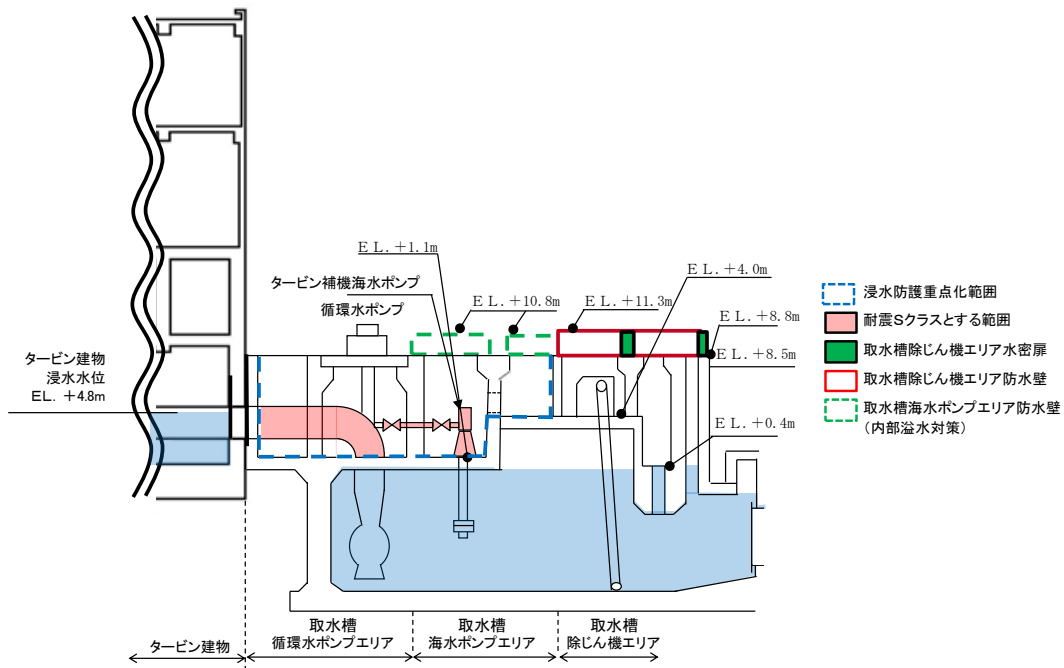 EL.+1.1m
タービン補機海水ポンプ
循環水ポンプ
EL.+10.8m
EL.+11.3m
EL.+4.0m
EL.+8.8m
EL.+8.5m
EL.+0.4m
タービン建物
浸水水位
EL. +4.8m
浸水防護重点化範囲
耐震Sクラスとする範囲
取水槽除じん機エリア水密扉
取水槽除じん機エリア防水壁
取水槽海水ポンプエリア防水壁
(内部溢水対策)
タービン建物
取水槽
循環水ポンプエリア
取水槽
海水ポンプエリア
取水槽
除じん機エリア